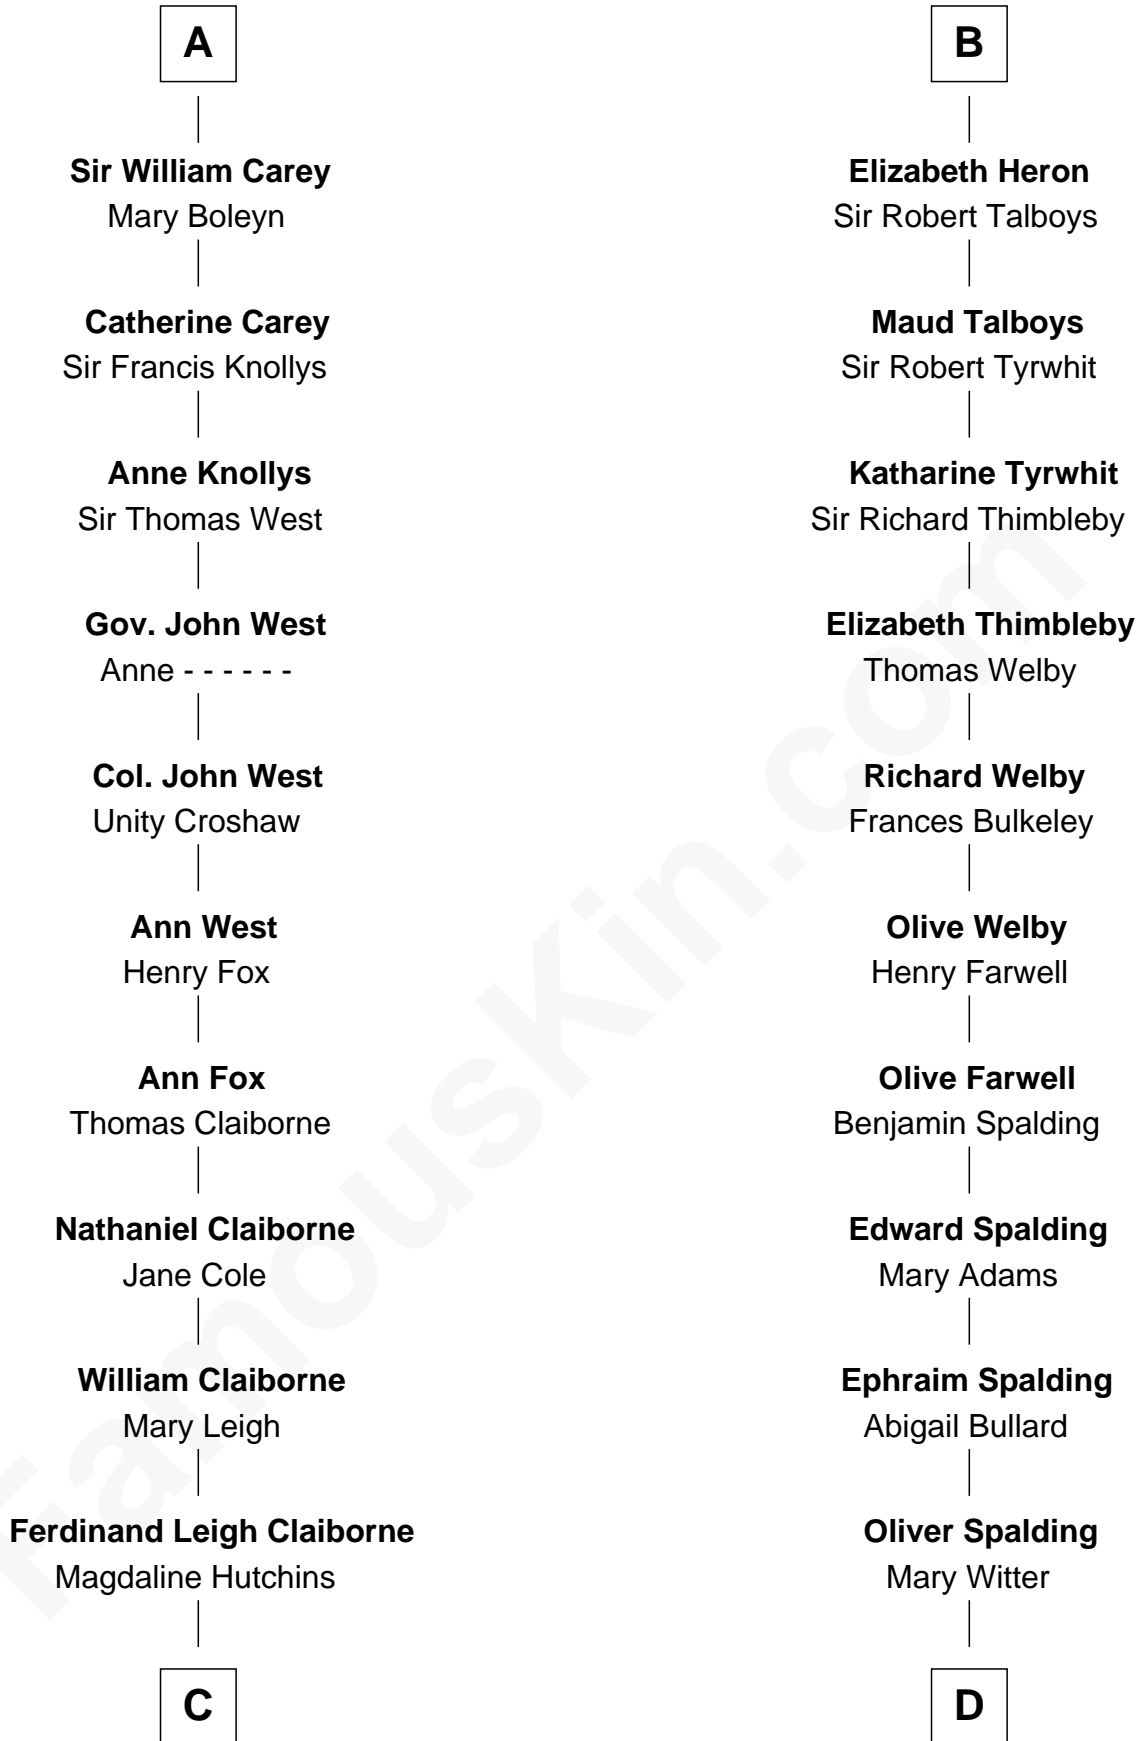 A
Sir William Carey
Mary Boleyn
Catherine Carey
Sir Francis Knollys
Anne Knollys
Sir Thomas West
Gov. John West
Anne - - - - - -
Col. John West
Unity Croshaw
Ann West
Henry Fox
Ann Fox
Thomas Claiborne
Nathaniel Claiborne
Jane Cole
William Claiborne
Mary Leigh
Ferdinand Leigh Claiborne
Magdaline Hutchins
C
B
Elizabeth Heron
Sir Robert Talboys
Maud Talboys
Sir Robert Tyrwhit
Katharine Tyrwhit
Sir Richard Thimbleby
Elizabeth Thimbleby
Thomas Welby
Richard Welby
Frances Bulkeley
Olive Welby
Henry Farwell
Olive Farwell
Benjamin Spalding
Edward Spalding
Mary Adams
Ephraim Spalding
Abigail Bullard
Oliver Spalding
Mary Witter
D
FamousKin.com